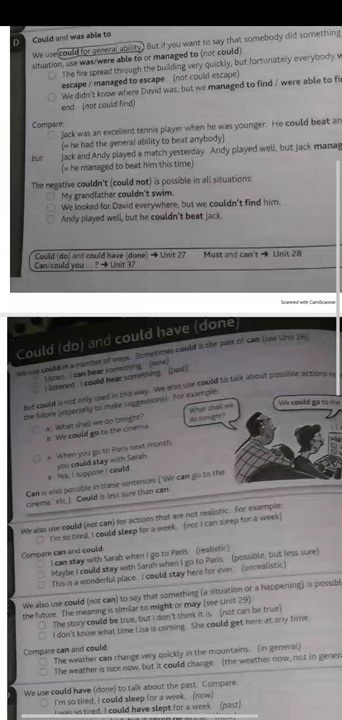 D
Could and was able to
We use could for general ability. But if you want to say that somebody did something
situation, use was/were able to or managed to (not could):
The fire spread through the building very quickly, but fortunately everybody
escape / managed to escape. (not could escape)
We didn't know where David was, but we managed to find / were able to fi
end. (not could find)
Compare:
Jack was an excellent tennis player when he was younger. He could beat an
(= he had the general ability to beat anybody)
but Jack and Andy played a match yesterday. Andy played well, but Jack manag
(= he managed to beat him this time)
The negative couldn't (could not) is possible in all situations:
My grandfather couldn't swim.
We looked for David everywhere, but we couldn't find him.
Andy played well, but he couldn't beat Jack.
Could (do) and could have (done) → Unit 27 Must and can't → Unit 28
Can/could you ...? → Unit 37
Scanned with CamScanner
Could (do) and could have (done)
We use could in a number of ways. Sometimes could is the past of can (see Unit 26):
Listen. I can hear something. (now)
I listened. I could hear something. (past)
But could is not only used in this way. We also use could to talk about possible actions
the future (especially to make suggestions). For example:
A: What shall we do tonight?
B: We could go to the cinema.
What shall we
do tonight?
We could go to the
A: When you go to Paris next month,
you could stay with Sarah.
B: Yes, I suppose I could.
Can is also possible in these sentences ('We can go to the
cinema.' etc.). Could is less sure than can.
We also use could (not can) for actions that are not realistic. For example:
I'm so tired, I could sleep for a week. (not I can sleep for a week)
Compare can and could:
I can stay with Sarah when I go to Paris. (realistic)
Maybe I could stay with Sarah when I go to Paris. (possible, but less sure)
This is a wonderful place. I could stay here for ever. (unrealistic)
We also use could (not can) to say that something (a situation or a happening) is possibl
the future. The meaning is similar to might or may (see Unit 29):
The story could be true, but I don't think it is. (not can be true)
I don't know what time Lisa is coming. She could get here at any time.
Compare can and could:
The weather can change very quickly in the mountains. (in general)
The weather is nice now, but it could change. (the weather now, not in gener
We use could have (done) to talk about the past. Compare:
I'm so tired, I could sleep for a week. (now)
I was so tired, I could have slept for a week. (past)